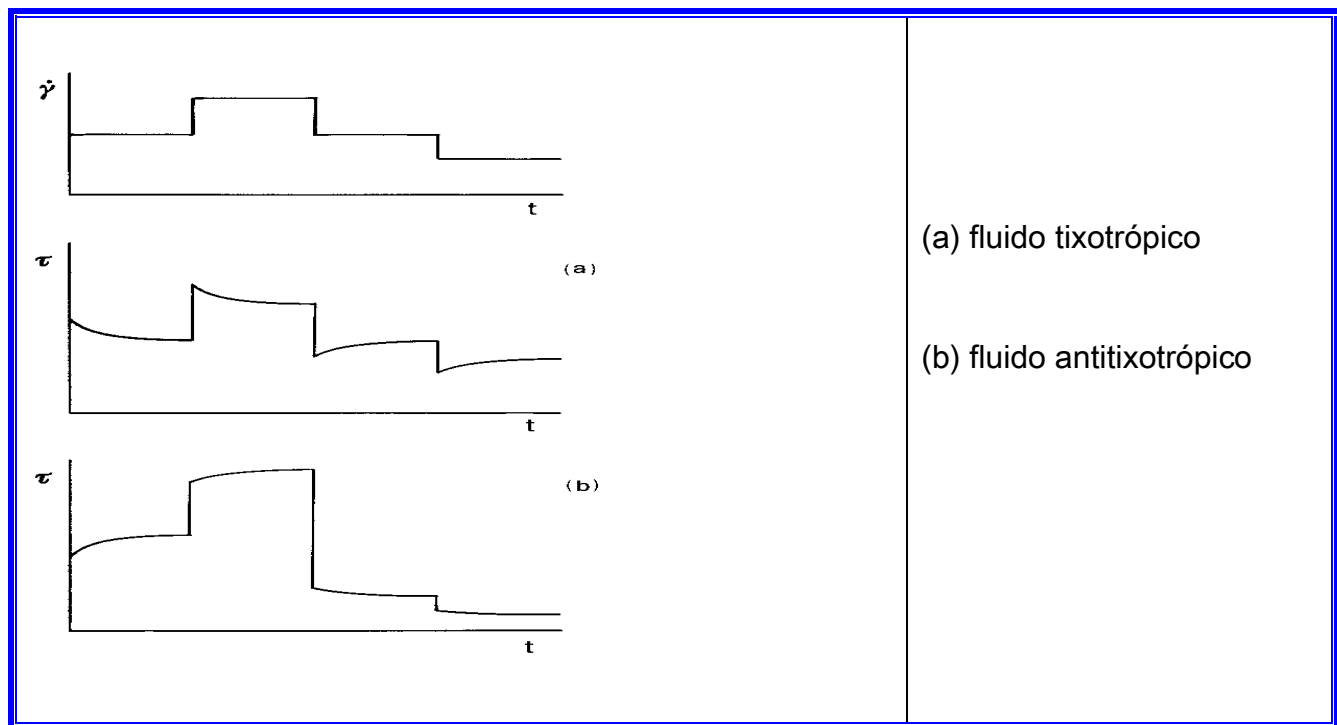 γ̇
t
τ
(a)
t
τ
(b)
t
(a) fluido tixotrópico
(b) fluido antitixotrópico